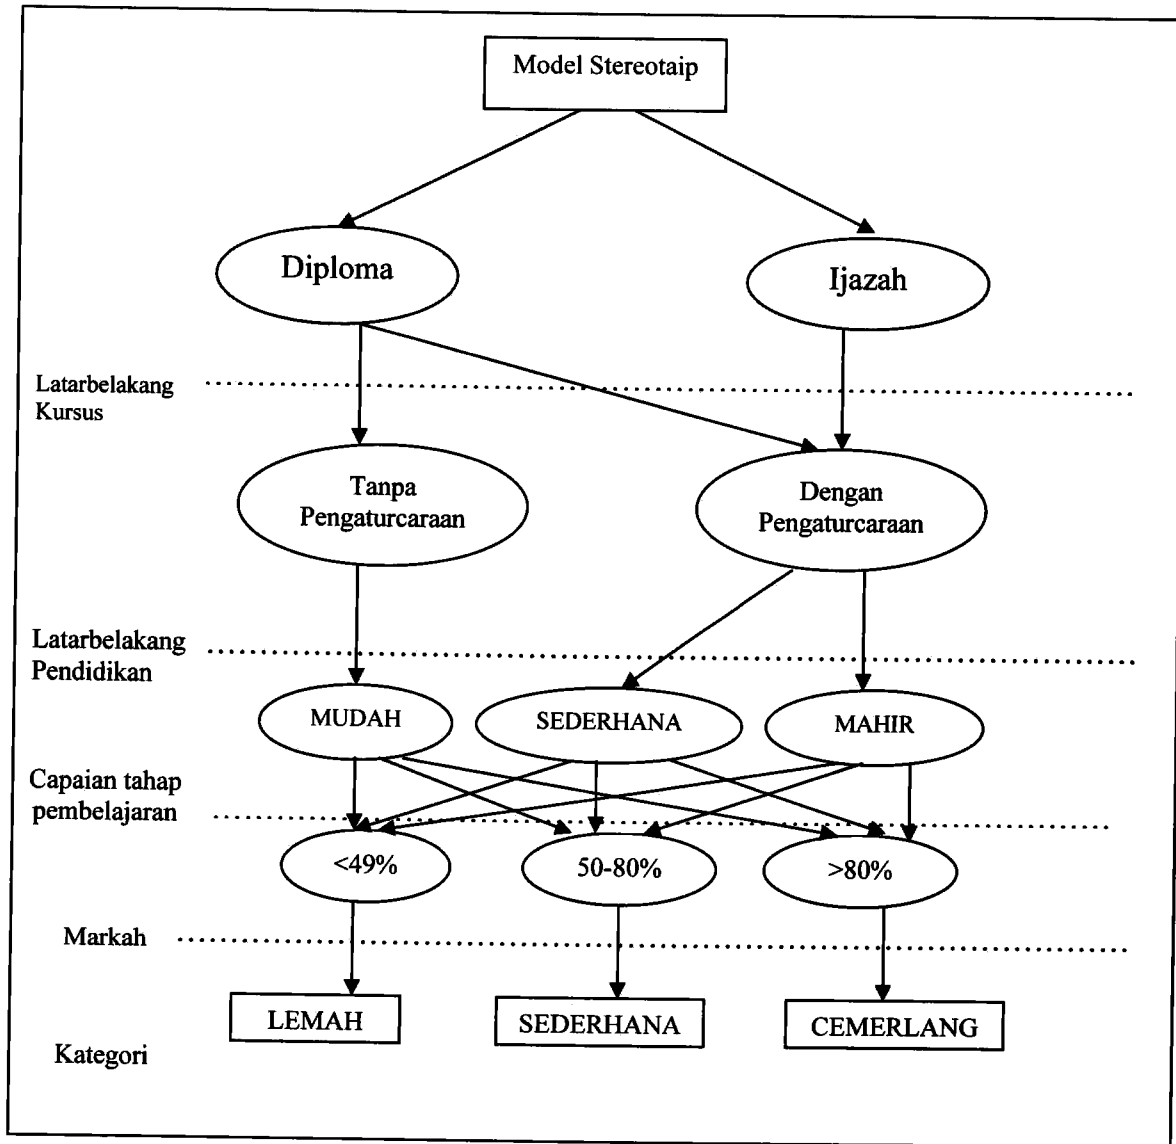 Model Stereotaip
Diploma
Ijazah
Latarbelakang
Kursus
Tanpa
Pengaturcaraan
Dengan
Pengaturcaraan
Latarbelakang
Pendidikan
MUDAH
SEDERHANA
MAHIR
Capaian tahap
pembelajaran
<49%
50-80%
>80%
Markah
LEMAH
SEDERHANA
CEMERLANG
Kategori